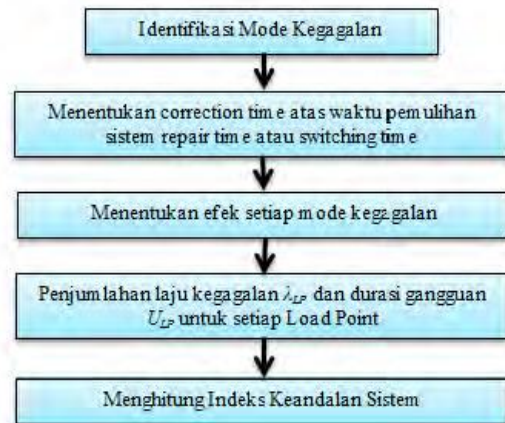 Identifikasi Mode Kegagalan
Menentukan correction time atas waktu pemulihan
sistem repair time atau switching time
Menentukan efek setiap mode kegagalan
Penjumlahan laju kegagalan λLP dan durasi gangguan
ULP untuk setiap Load Point
Menghitung Indeks Keandalan Sistem